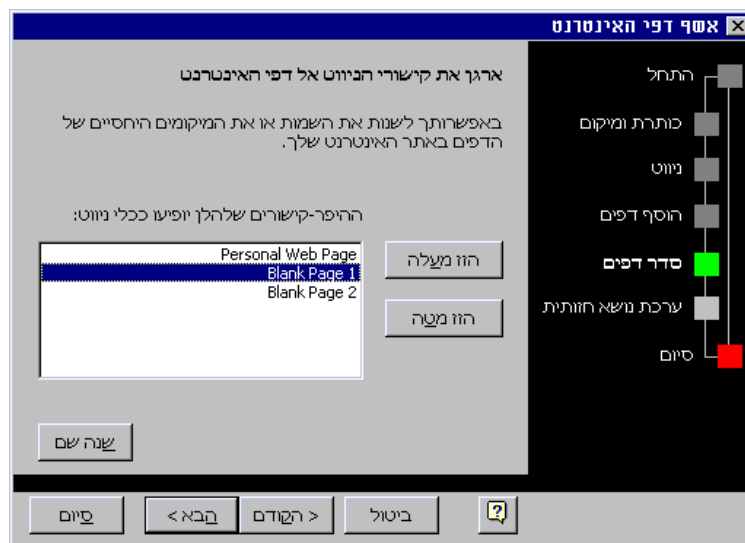 אשף דפי האינטרנט
התחל
כותרת ומיקום
ניווט
הוסף דפים
סדר דפים
ערכת נושא חזותית
סיום
ארגן את קישורי הניווט אל דפי האינטרנט
באפשרותך לשנות את השמות או את המיקומים היחסיים של
הדפים באתר האינטרנט שלך.
ההיפר-קישורים שלהלן יופיעו ככלי ניווט:
Personal Web Page
Blank Page 1
Blank Page 2
הזז מעלה
הזז מטה
שנה שם
ביטול
< הקודם
הבא >
סיום